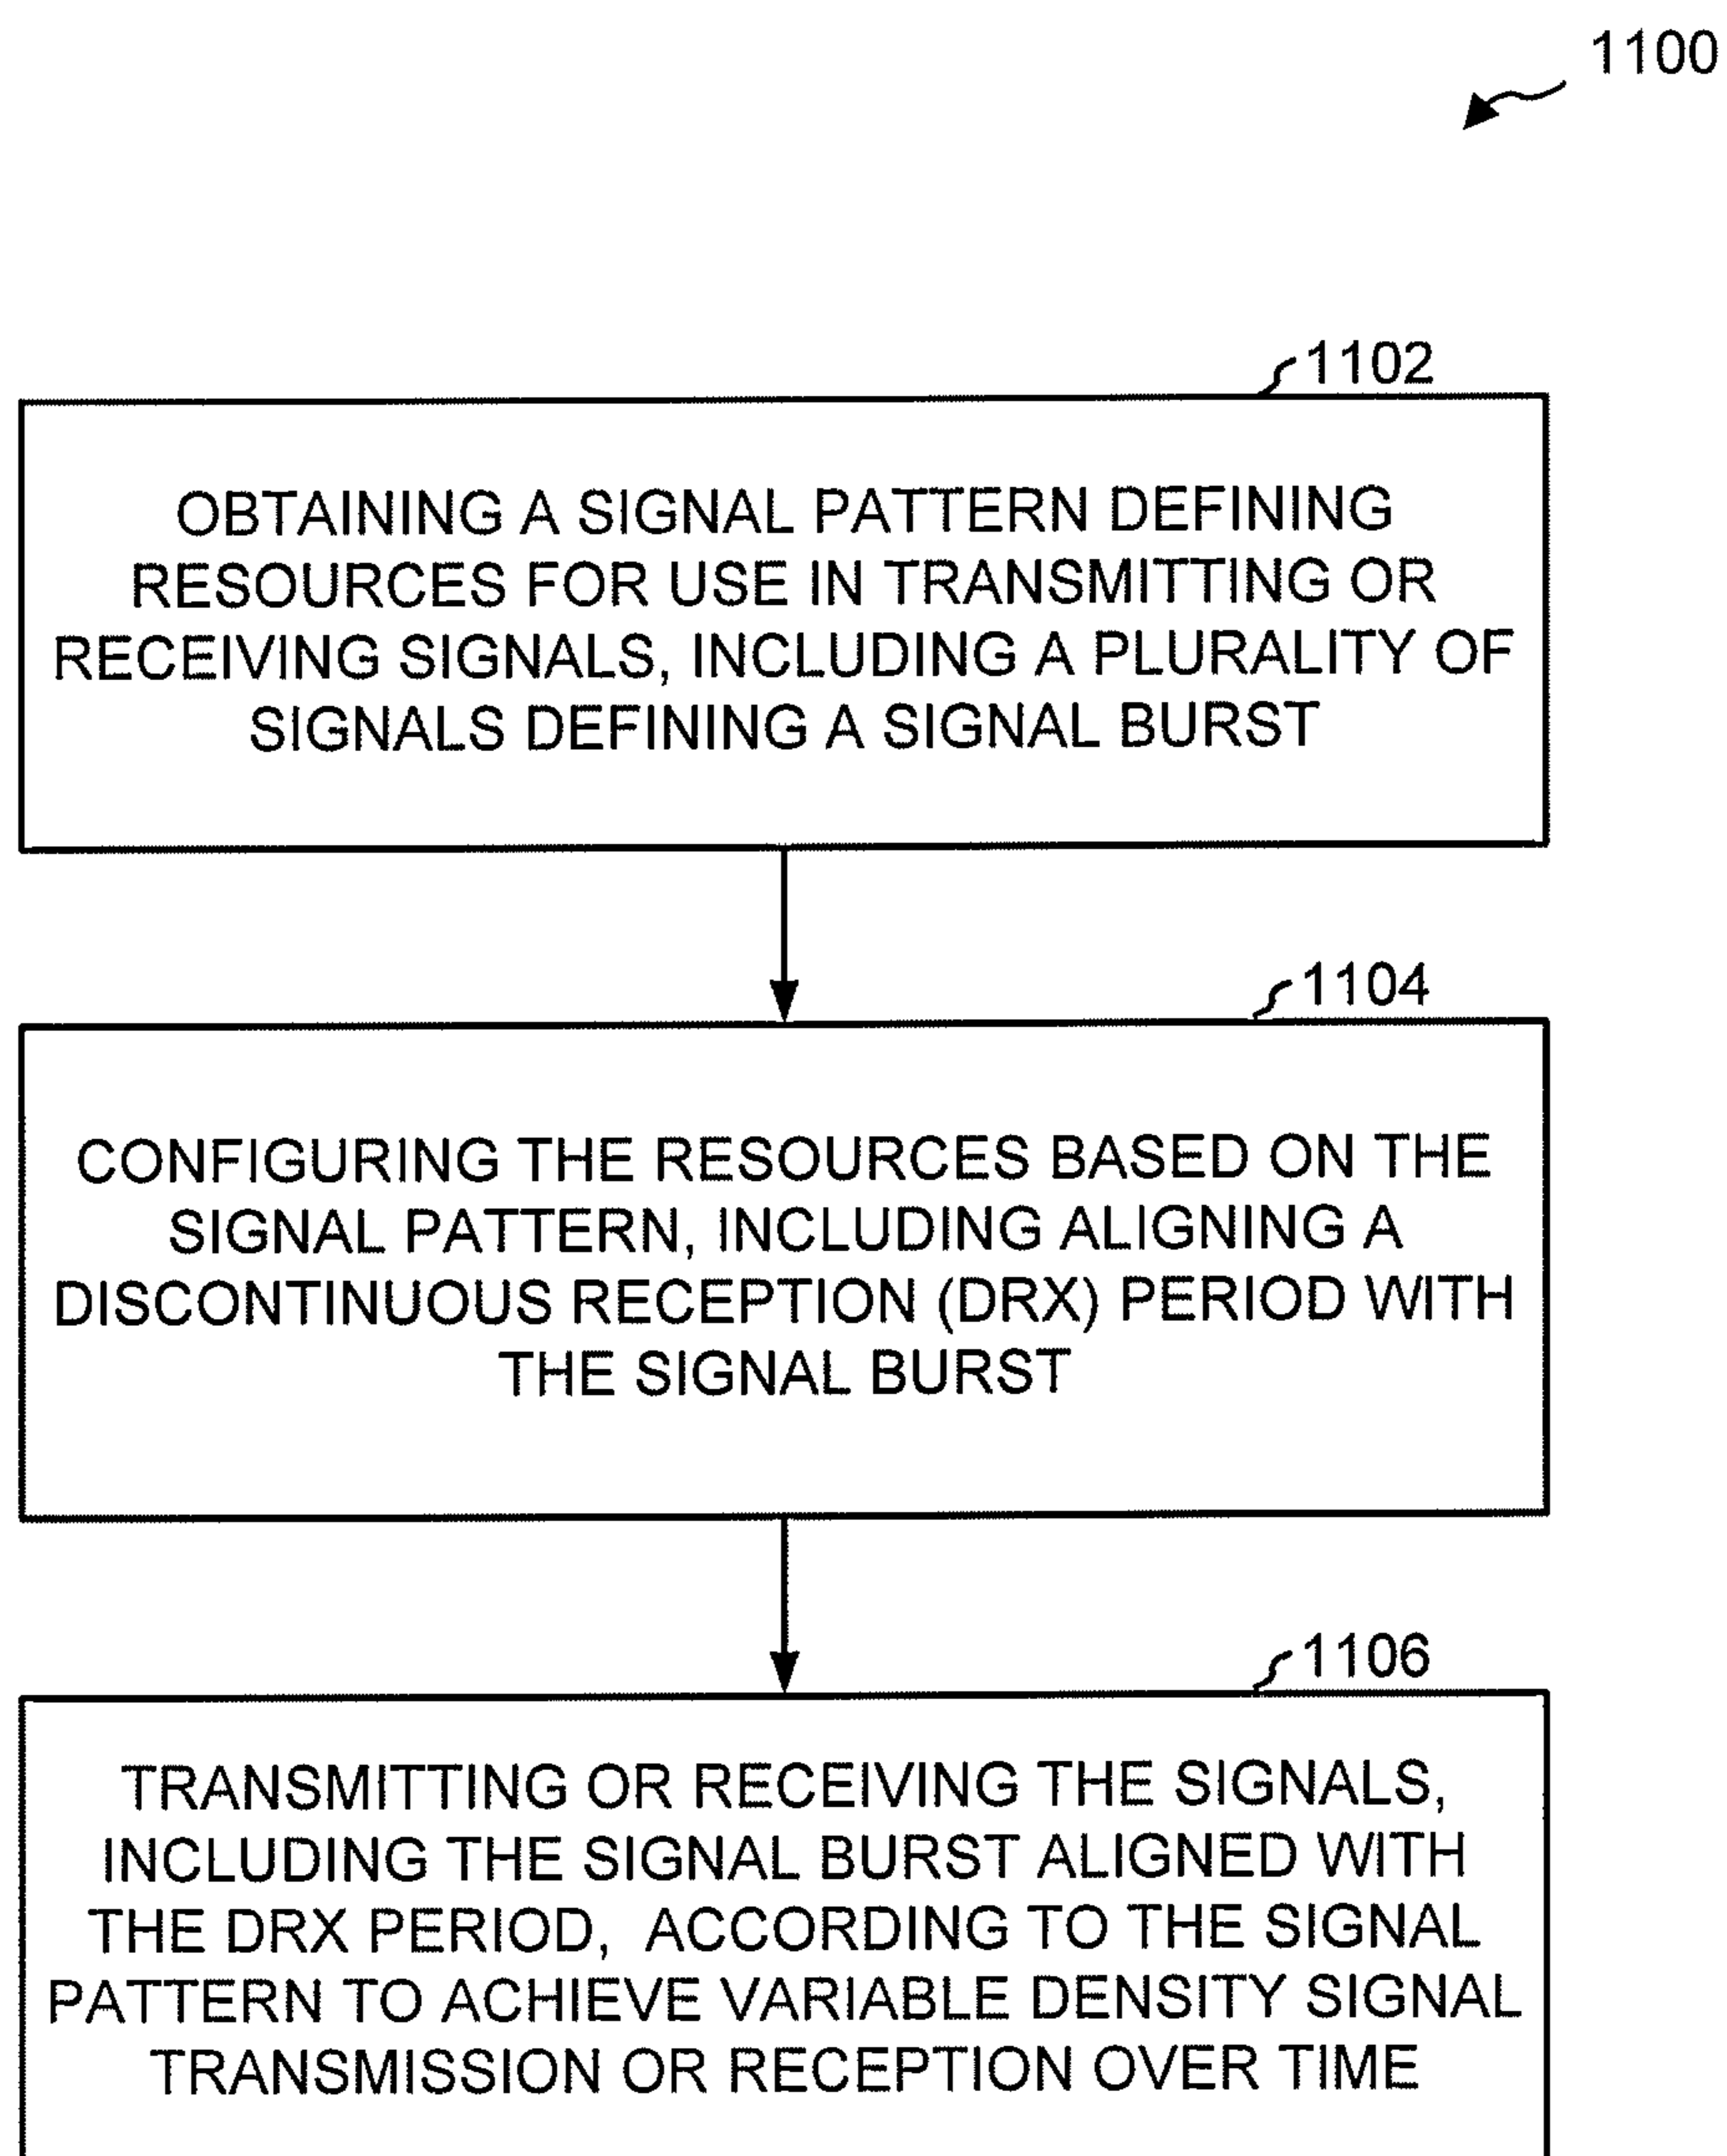 1100
1102
OBTAINING A SIGNAL PATTERN DEFINING
RESOURCES FOR USE IN TRANSMITTING OR
RECEIVING SIGNALS, INCLUDING A PLURALITY OF
SIGNALS DEFINING A SIGNAL BURST
1104
CONFIGURING THE RESOURCES BASED ON THE
SIGNAL PATTERN, INCLUDING ALIGNING A
DISCONTINUOUS RECEPTION (DRX) PERIOD WITH
THE SIGNAL BURST
1106
TRANSMITTING OR RECEIVING THE SIGNALS,
INCLUDING THE SIGNAL BURST ALIGNED WITH
THE DRX PERIOD, ACCORDING TO THE SIGNAL
PATTERN TO ACHIEVE VARIABLE DENSITY SIGNAL
TRANSMISSION OR RECEPTION OVER TIME